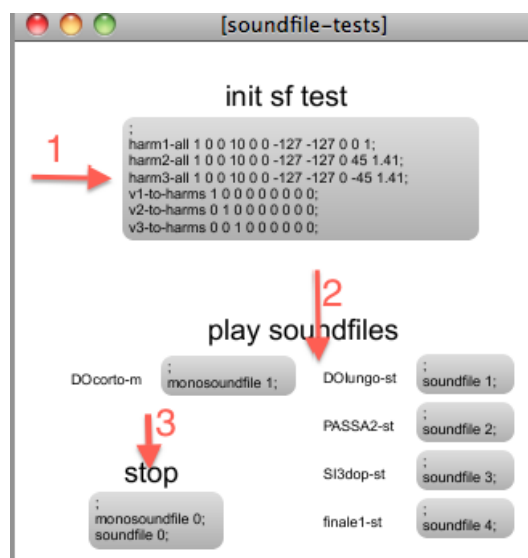 [soundfile-tests]
init sf test
1
;
harm1-all 1 0 0 10 0 0 -127 -127 0 0 1;
harm2-all 1 0 0 10 0 0 -127 -127 0 45 1.41;
harm3-all 1 0 0 10 0 0 -127 -127 0 -45 1.41;
v1-to-harms 1 0 0 0 0 0 0 0 0;
v2-to-harms 0 1 0 0 0 0 0 0 0;
v3-to-harms 0 0 1 0 0 0 0 0 0;
2
play soundfiles
DOcorto-m
;
monosoundfile 1;
DOlungo-st
;
soundfile 1;
PASSA2-st
;
soundfile 2;
3
stop
;
monosoundfile 0;
soundfile 0;
SI3dop-st
;
soundfile 3;
finale1-st
;
soundfile 4;